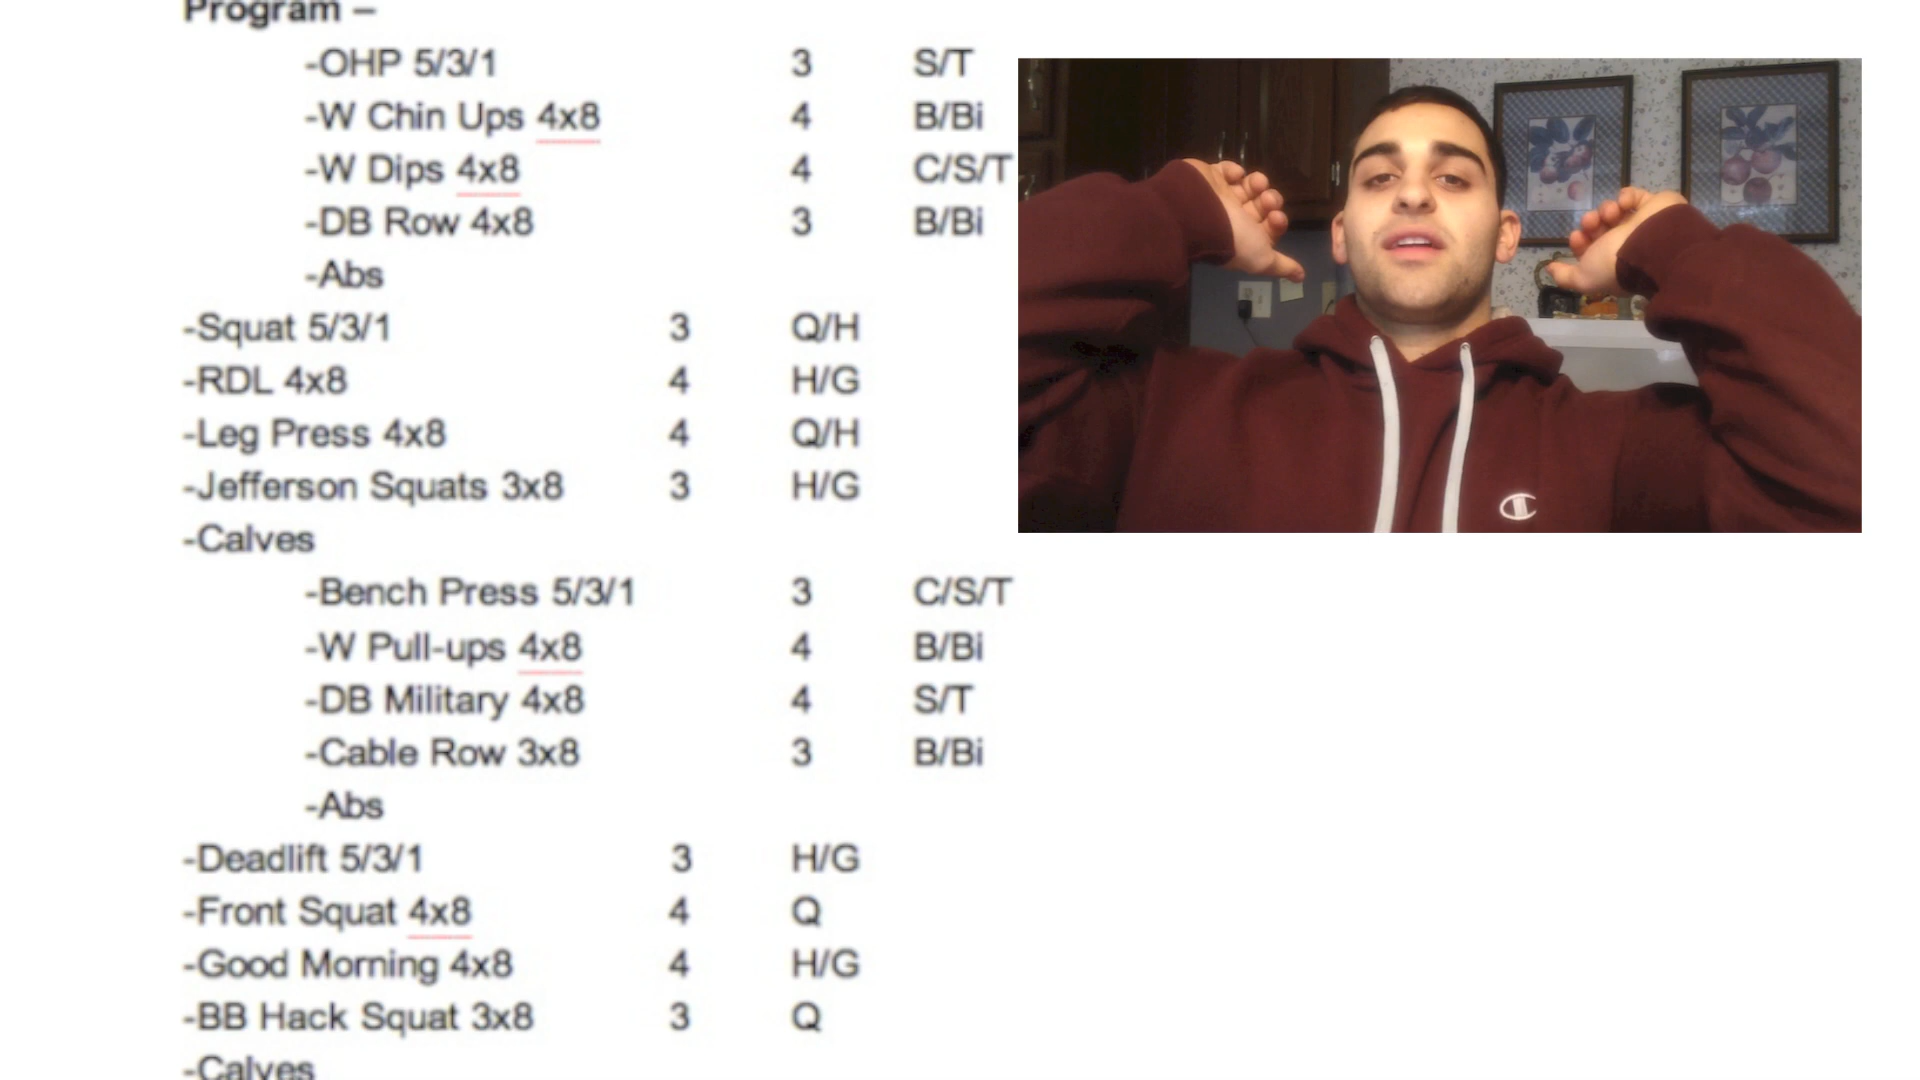 Program –
-OHP 5/3/1 3 S/T
-W Chin Ups 4x8 4 B/Bi
-W Dips 4x8 4 C/S/T
-DB Row 4x8 3 B/Bi
-Abs
-Squat 5/3/1 3 Q/H
-RDL 4x8 4 H/G
-Leg Press 4x8 4 Q/H
-Jefferson Squats 3x8 3 H/G
-Calves
-Bench Press 5/3/1 3 C/S/T
-W Pull-ups 4x8 4 B/Bi
-DB Military 4x8 4 S/T
-Cable Row 3x8 3 B/Bi
-Abs
-Deadlift 5/3/1 3 H/G
-Front Squat 4x8 4 Q
-Good Morning 4x8 4 H/G
-BB Hack Squat 3x8 3 Q
-Calves